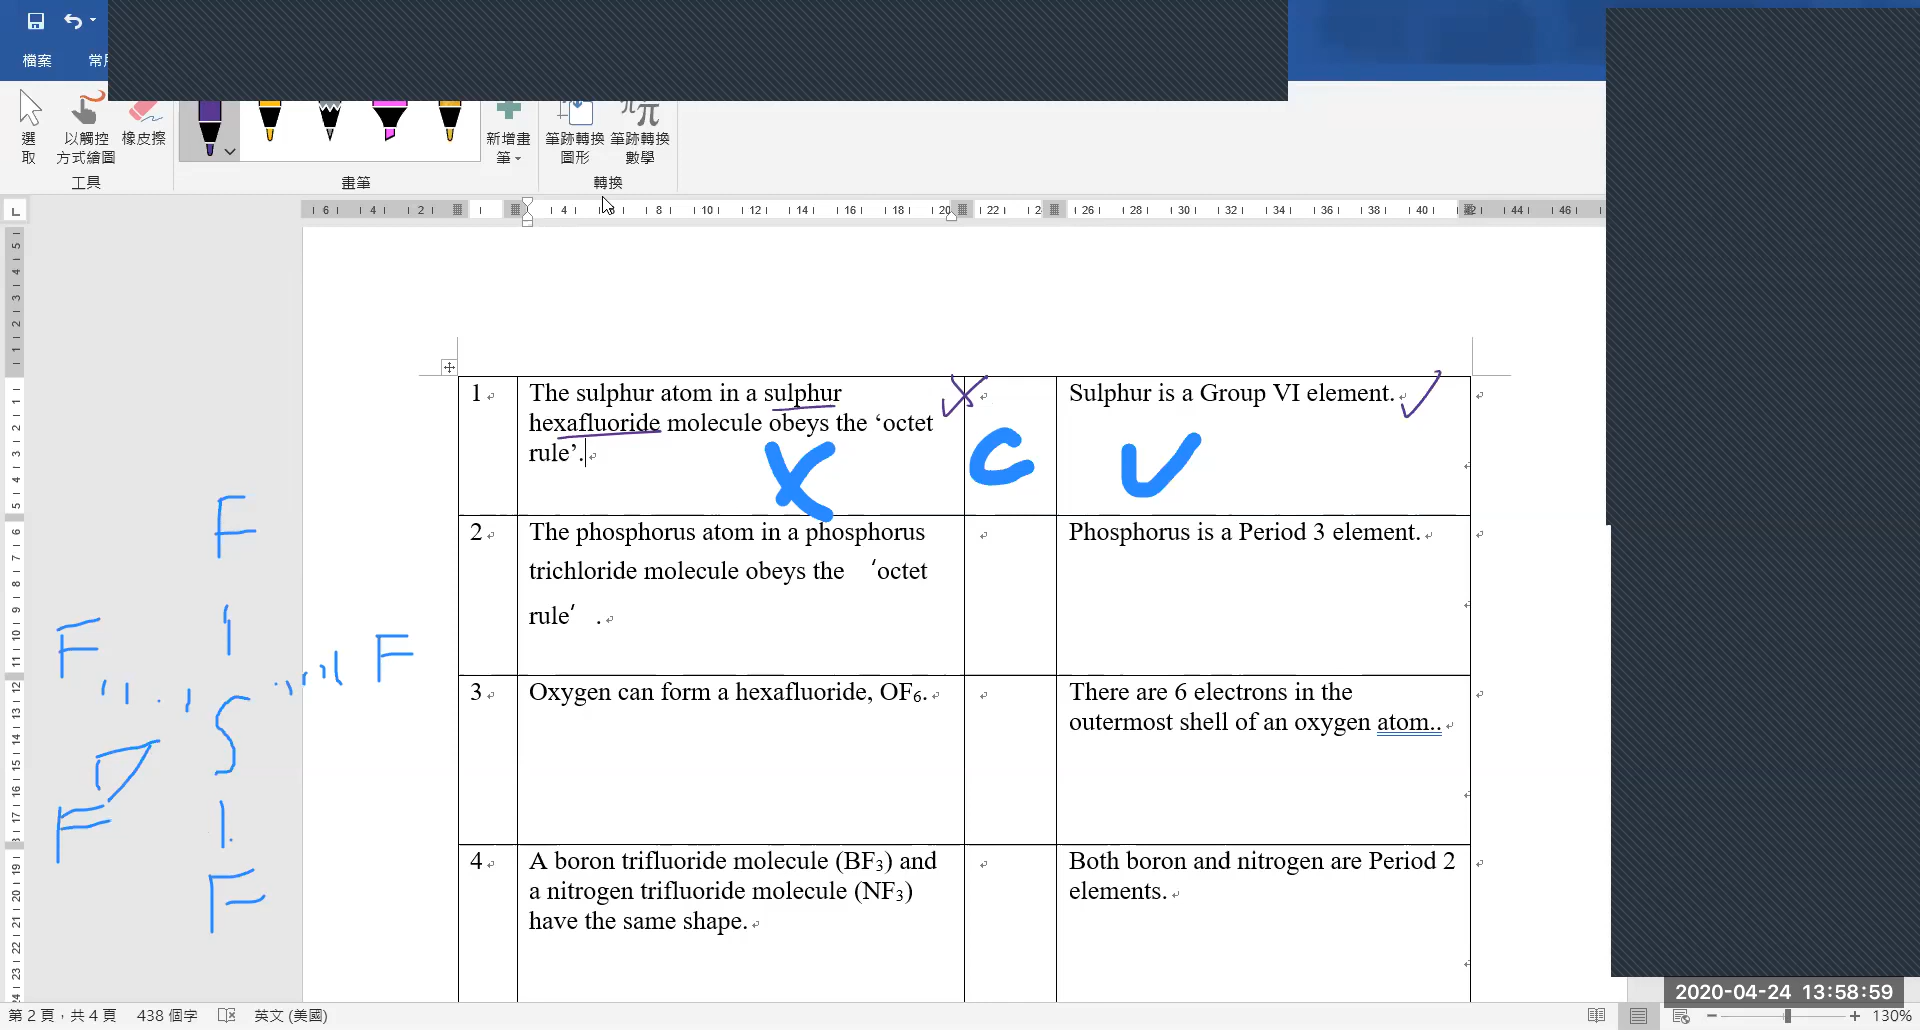 檔案 常用
選取 以觸控方式繪圖 橡皮擦 新增畫筆 筆跡轉換圖形 筆跡轉換數學
工具 畫筆 轉換
1
The sulphur atom in a sulphur
hexafluoride molecule obeys the ‘octet
rule’.
X
C
Sulphur is a Group VI element.
2
The phosphorus atom in a phosphorus
trichloride molecule obeys the ‘octet
rule’ .
Phosphorus is a Period 3 element.
3
Oxygen can form a hexafluoride, OF₆.
There are 6 electrons in the
outermost shell of an oxygen atom..
4
A boron trifluoride molecule (BF₃) and
a nitrogen trifluoride molecule (NF₃)
have the same shape.
Both boron and nitrogen are Period 2
elements.
F
F F
S
F
F
2020-04-24 13:58:59
第 2 頁，共 4 頁 438 個字 英文 (美國) 130%